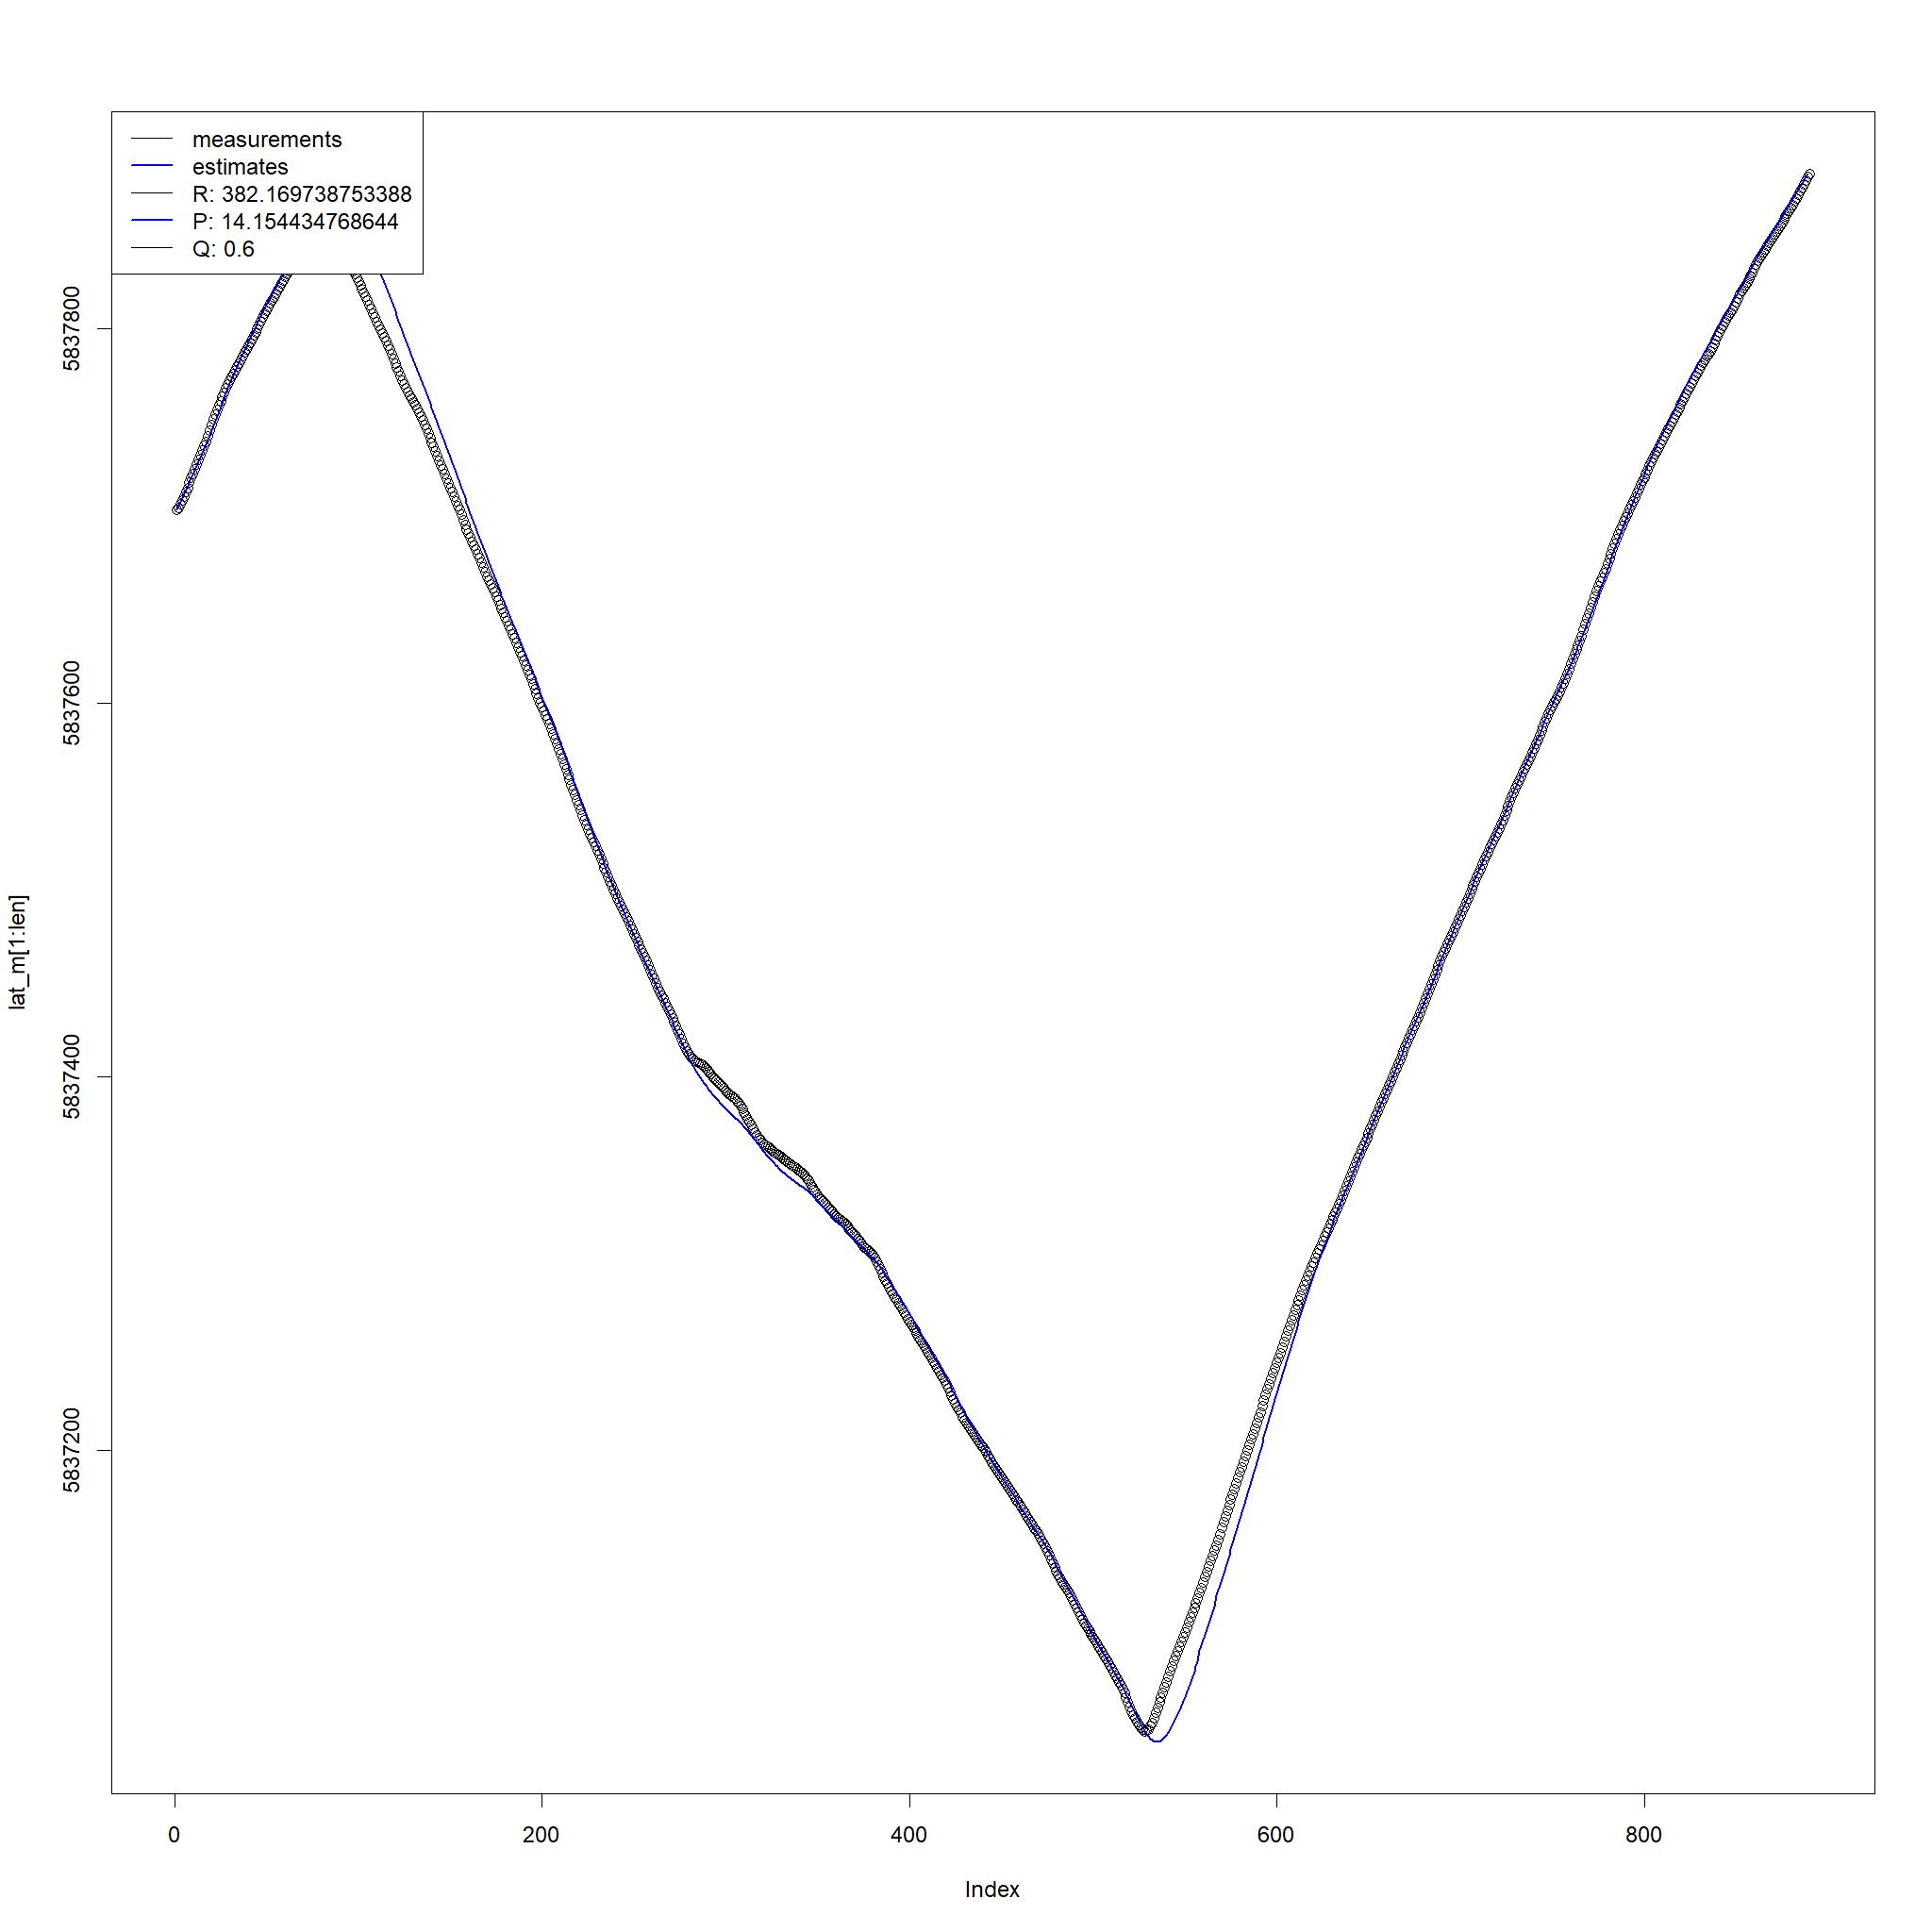 measurements
estimates
R: 382.169738753388
P: 14.154434768644
Q: 0.6
5837800
5837600
5837400
5837200
lat_m[1:len]
0 200 400 600 800
Index